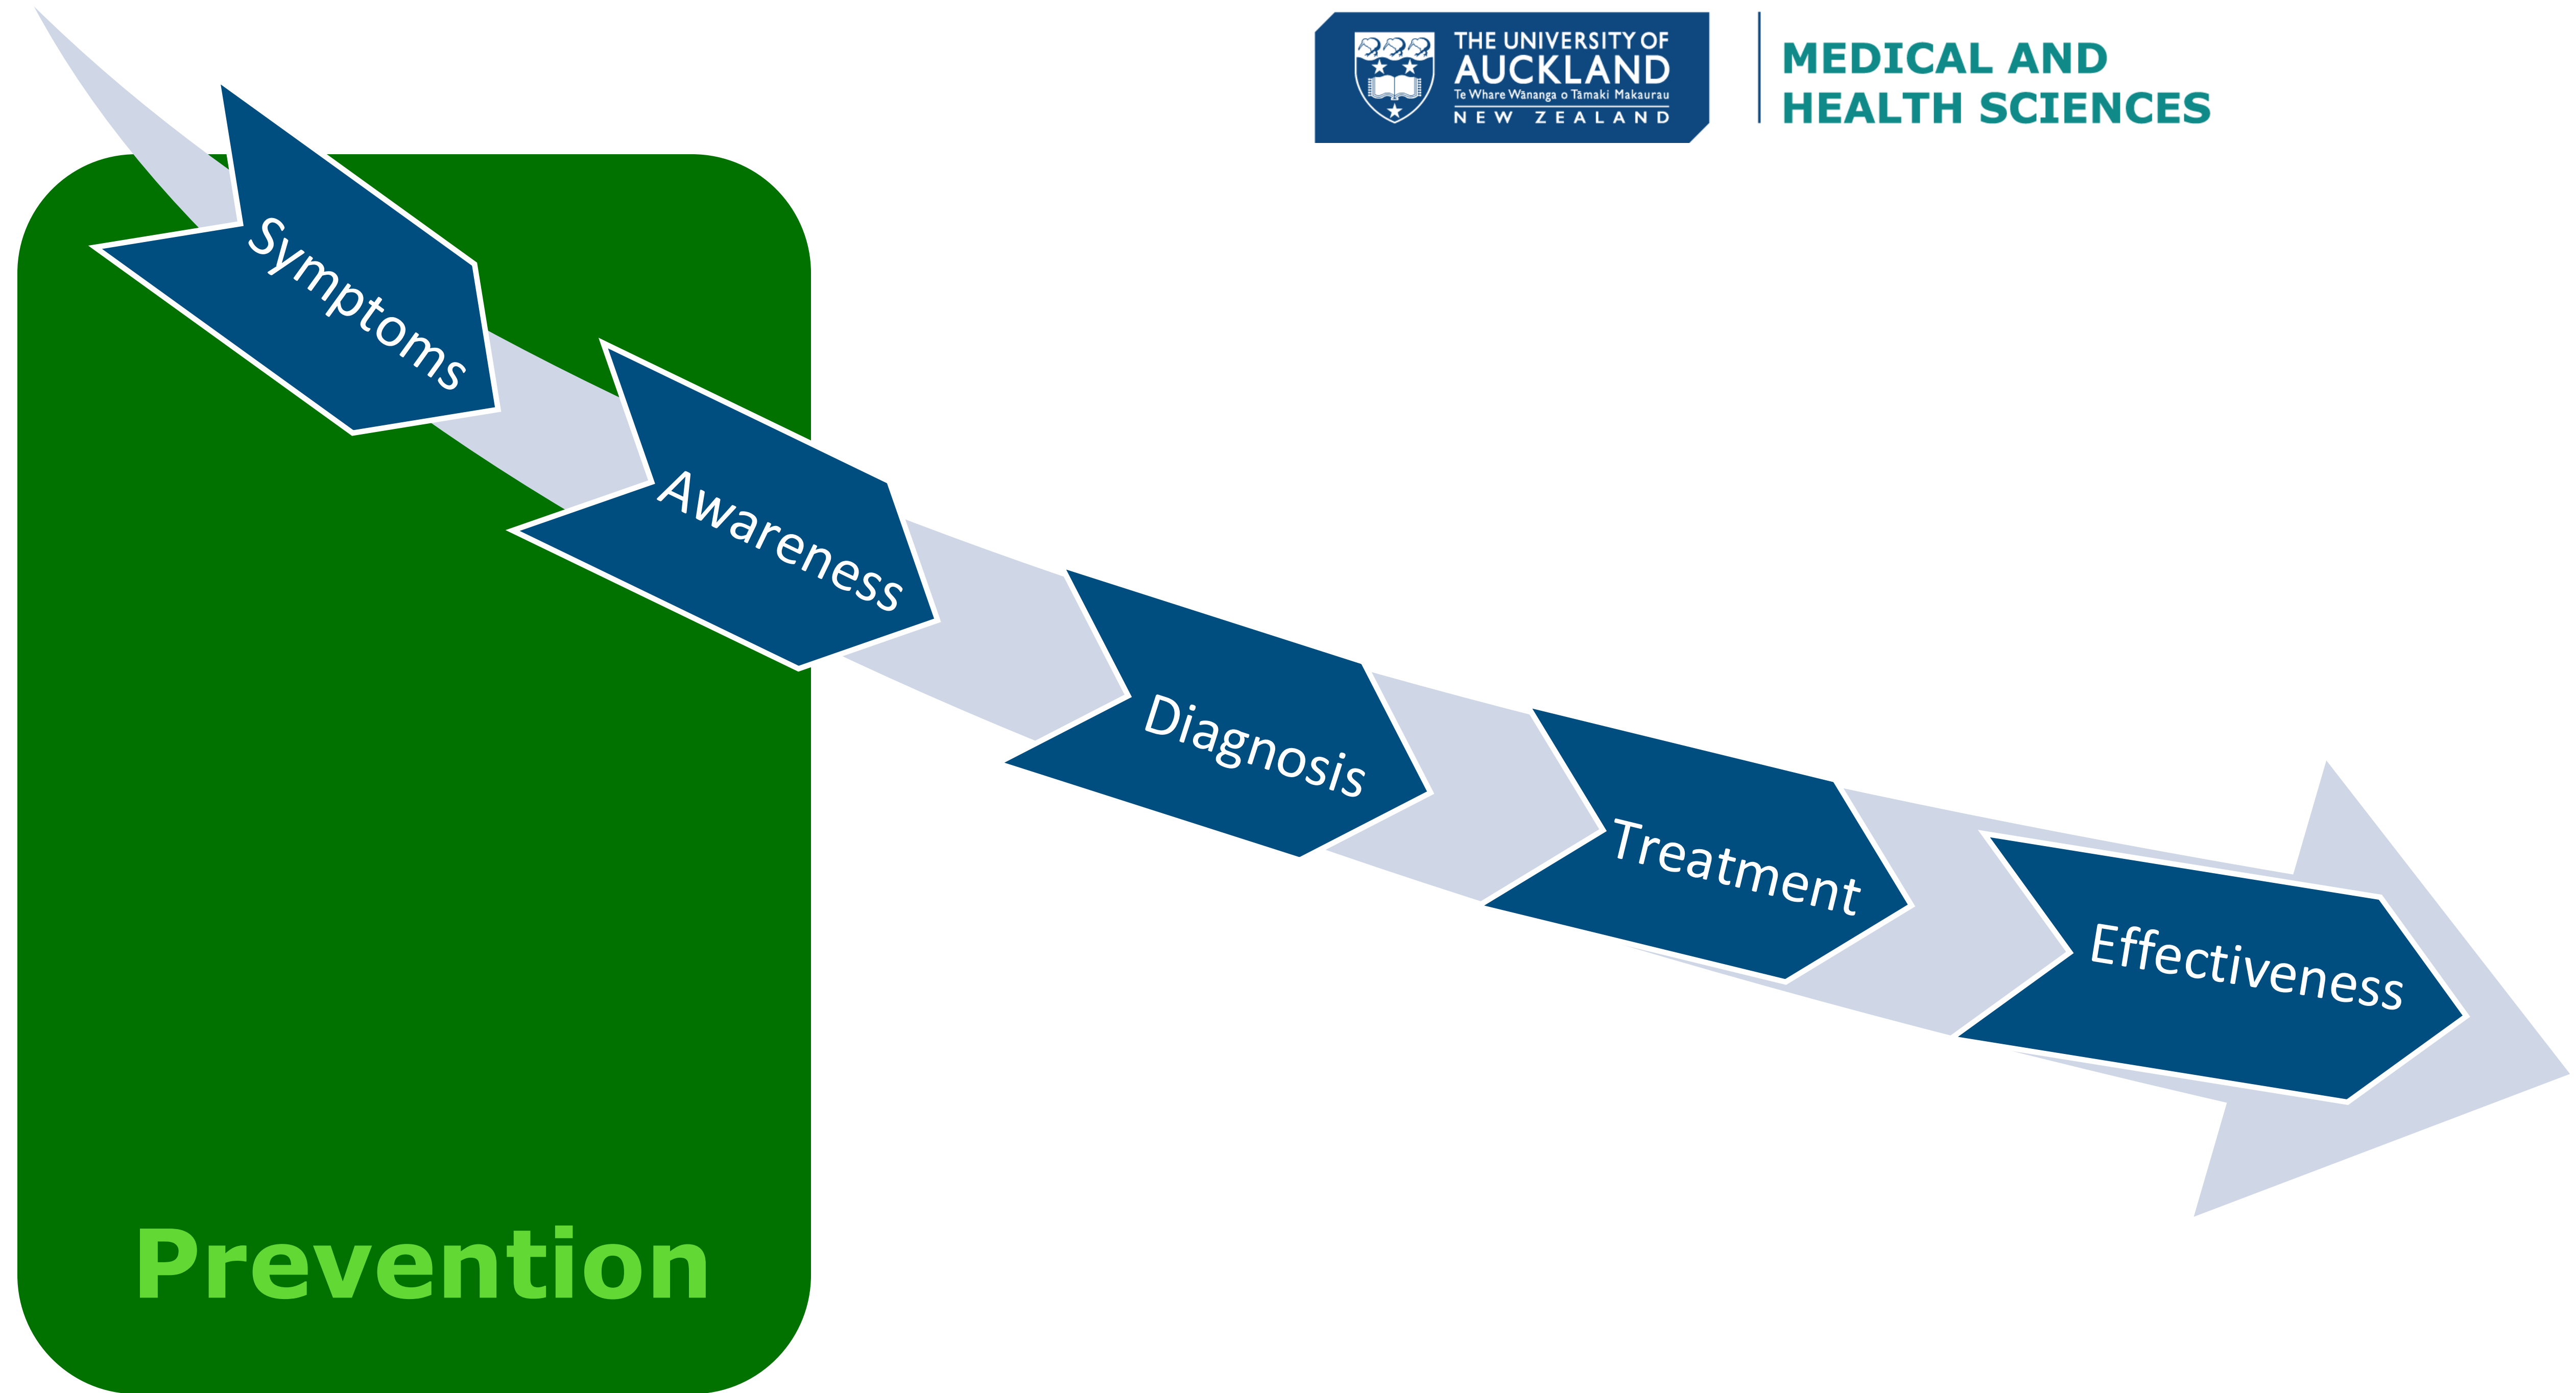 THE UNIVERSITY OF
AUCKLAND
Te Whare Wānanga o Tāmaki Makaurau
NEW ZEALAND
MEDICAL AND
HEALTH SCIENCES
Symptoms
Awareness
Diagnosis
Treatment
Effectiveness
Prevention